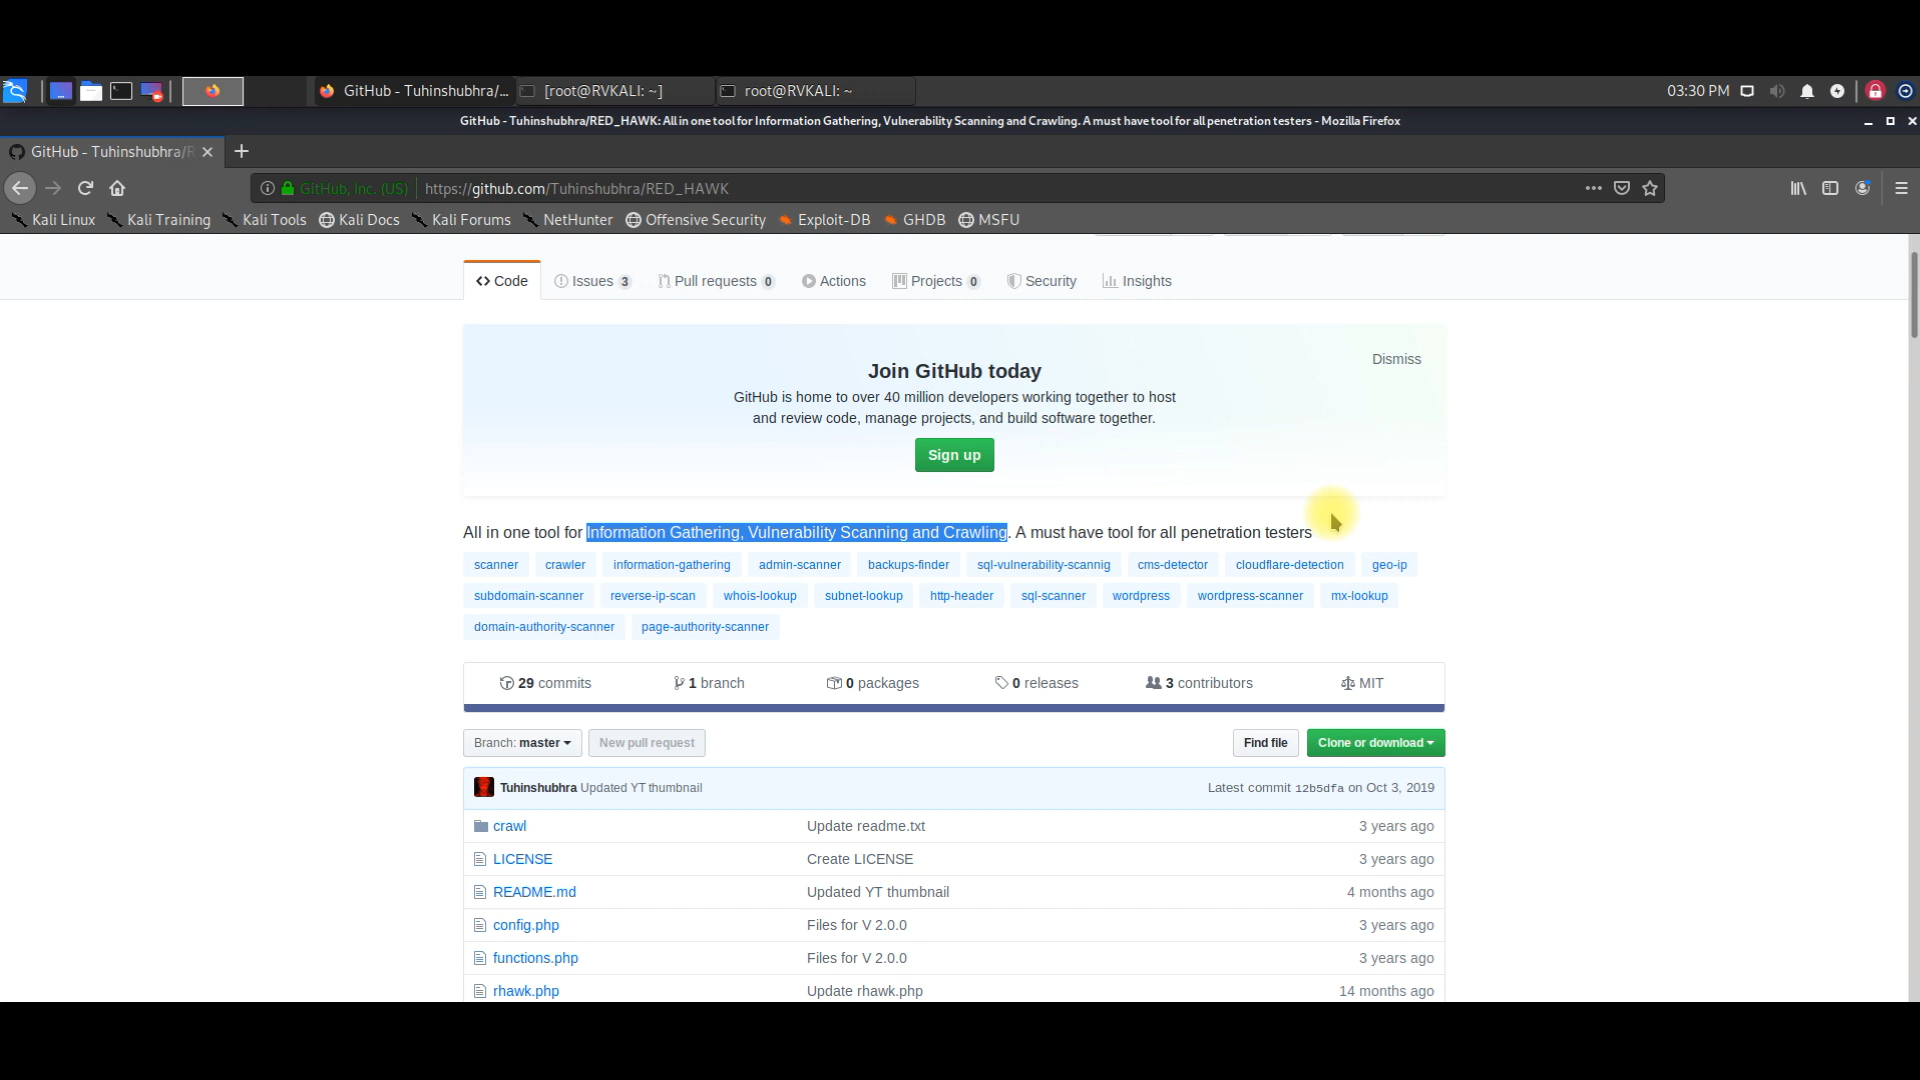 GitHub - Tuhinshubhra/... [root@RVKALI: ~] root@RVKALI: ~ 03:30 PM
GitHub - Tuhinshubhra/RED_HAWK: All in one tool for Information Gathering, Vulnerability Scanning and Crawling. A must have tool for all penetration testers - Mozilla Firefox
GitHub - Tuhinshubhra/R
GitHub, Inc. (US) https://github.com/Tuhinshubhra/RED_HAWK
Kali Linux Kali Training Kali Tools Kali Docs Kali Forums NetHunter Offensive Security Exploit-DB GHDB MSFU
Code Issues 3 Pull requests 0 Actions Projects 0 Security Insights
Dismiss
Join GitHub today
GitHub is home to over 40 million developers working together to host
and review code, manage projects, and build software together.
Sign up
All in one tool for Information Gathering, Vulnerability Scanning and Crawling. A must have tool for all penetration testers
scanner crawler information-gathering admin-scanner backups-finder sql-vulnerability-scannig cms-detector cloudflare-detection geo-ip
subdomain-scanner reverse-ip-scan whois-lookup subnet-lookup http-header sql-scanner wordpress wordpress-scanner mx-lookup
domain-authority-scanner page-authority-scanner
29 commits 1 branch 0 packages 0 releases 3 contributors MIT
Branch: master New pull request Find file Clone or download
Tuhinshubhra Updated YT thumbnail Latest commit 12b5dfa on Oct 3, 2019
crawl Update readme.txt 3 years ago
LICENSE Create LICENSE 3 years ago
README.md Updated YT thumbnail 4 months ago
config.php Files for V 2.0.0 3 years ago
functions.php Files for V 2.0.0 3 years ago
rhawk.php Update rhawk.php 14 months ago